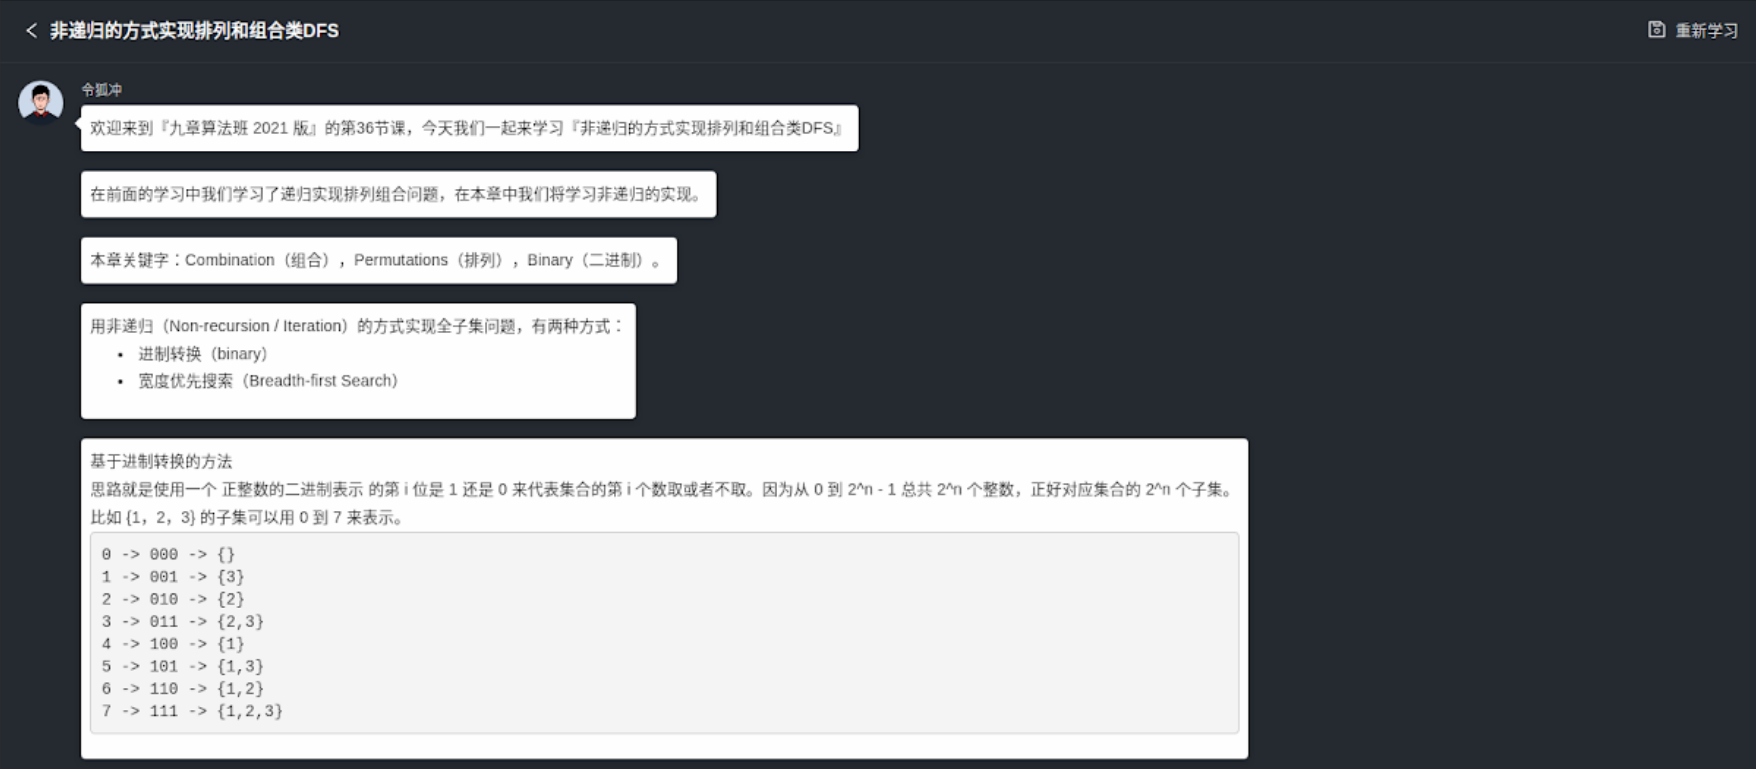 非递归的方式实现排列和组合类DFS
重新学习
令狐冲
欢迎来到『九章算法班 2021 版』的第36节课，今天我们一起来学习『非递归的方式实现排列和组合类DFS』
在前面的学习中我们学习了递归实现排列组合问题，在本章中我们将学习非递归的实现。
本章关键字：Combination（组合），Permutations（排列），Binary（二进制）。
用非递归（Non-recursion / Iteration）的方式实现全子集问题，有两种方式：
• 进制转换（binary）
• 宽度优先搜索（Breadth-first Search）
基于进制转换的方法
思路就是使用一个 正整数的二进制表示 的第 i 位是 1 还是 0 来代表集合的第 i 个数取或者不取。因为从 0 到 2^n - 1 总共 2^n 个整数，正好对应集合的 2^n 个子集。
比如 {1，2，3} 的子集可以用 0 到 7 来表示。
0 -> 000 -> {}
1 -> 001 -> {3}
2 -> 010 -> {2}
3 -> 011 -> {2,3}
4 -> 100 -> {1}
5 -> 101 -> {1,3}
6 -> 110 -> {1,2}
7 -> 111 -> {1,2,3}